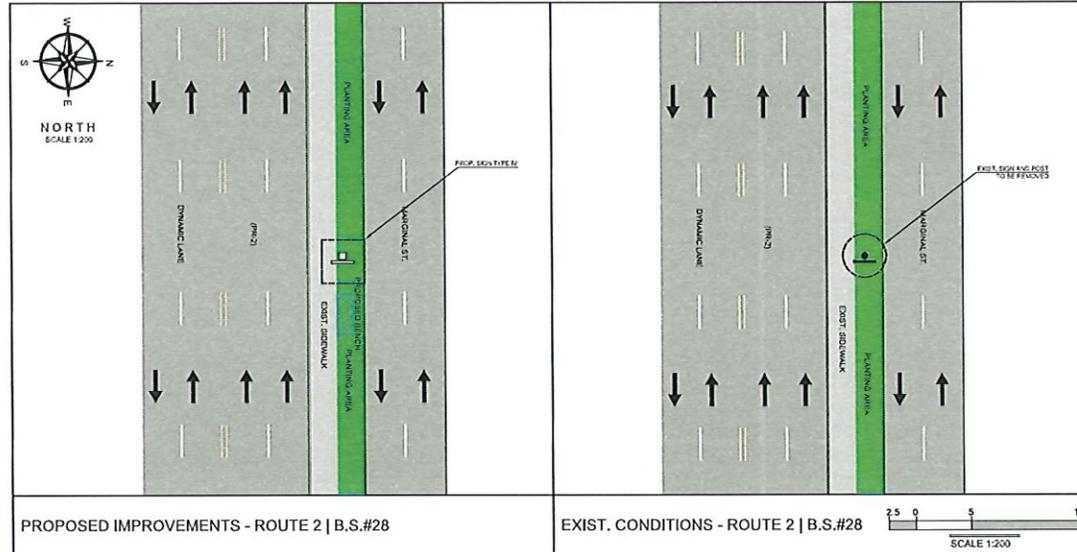 W
S
N
E
NORTH
SCALE 1:200
PLANTING AREA
PROP. SIGN TYPE IV
DYNAMIC LANE
(PR-2)
MARGINAL ST.
PROPOSED BENCH
EXIST. SIDEWALK
PLANTING AREA
PROPOSED IMPROVEMENTS - ROUTE 2 | B.S.#28
PLANTING AREA
EXIST. SIGN AND POST
TO BE REMOVED
DYNAMIC LANE
(PR-2)
MARGINAL ST.
EXIST. SIDEWALK
PLANTING AREA
EXIST. CONDITIONS - ROUTE 2 | B.S.#28
2.5 0 5
SCALE 1:200